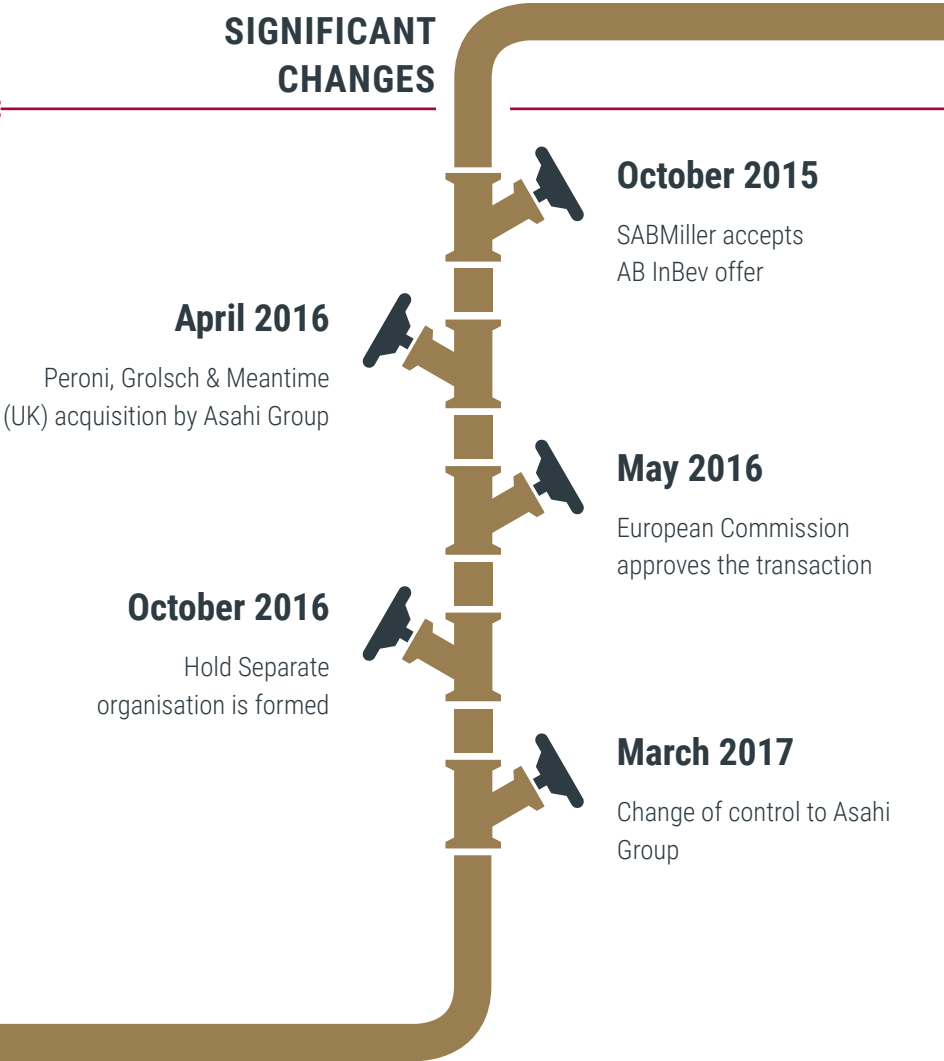 SIGNIFICANT
CHANGES
October 2015
SABMiller accepts
AB InBev offer
April 2016
Peroni, Grolsch & Meantime
(UK) acquisition by Asahi Group
May 2016
European Commission
approves the transaction
October 2016
Hold Separate
organisation is formed
March 2017
Change of control to Asahi
Group